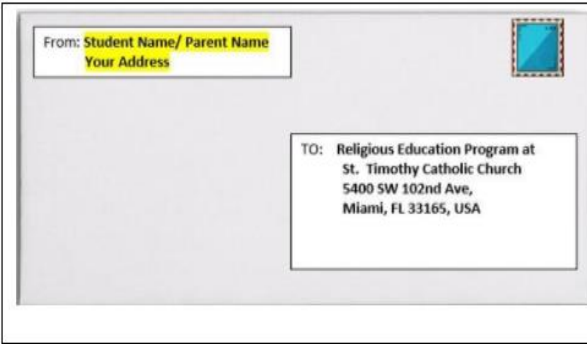 From: Student Name/ Parent Name
Your Address
TO: Religious Education Program at
St. Timothy Catholic Church
5400 SW 102nd Ave,
Miami, FL 33165, USA